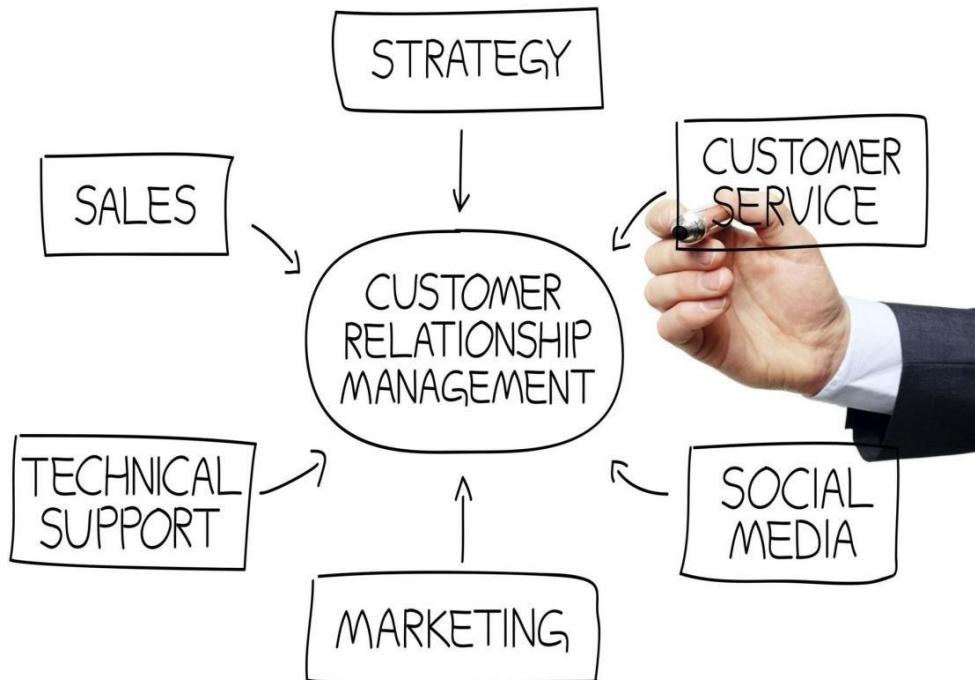 STRATEGY
CUSTOMER
SERVICE
SALES
CUSTOMER
RELATIONSHIP
MANAGEMENT
TECHNICAL
SUPPORT
SOCIAL
MEDIA
MARKETING